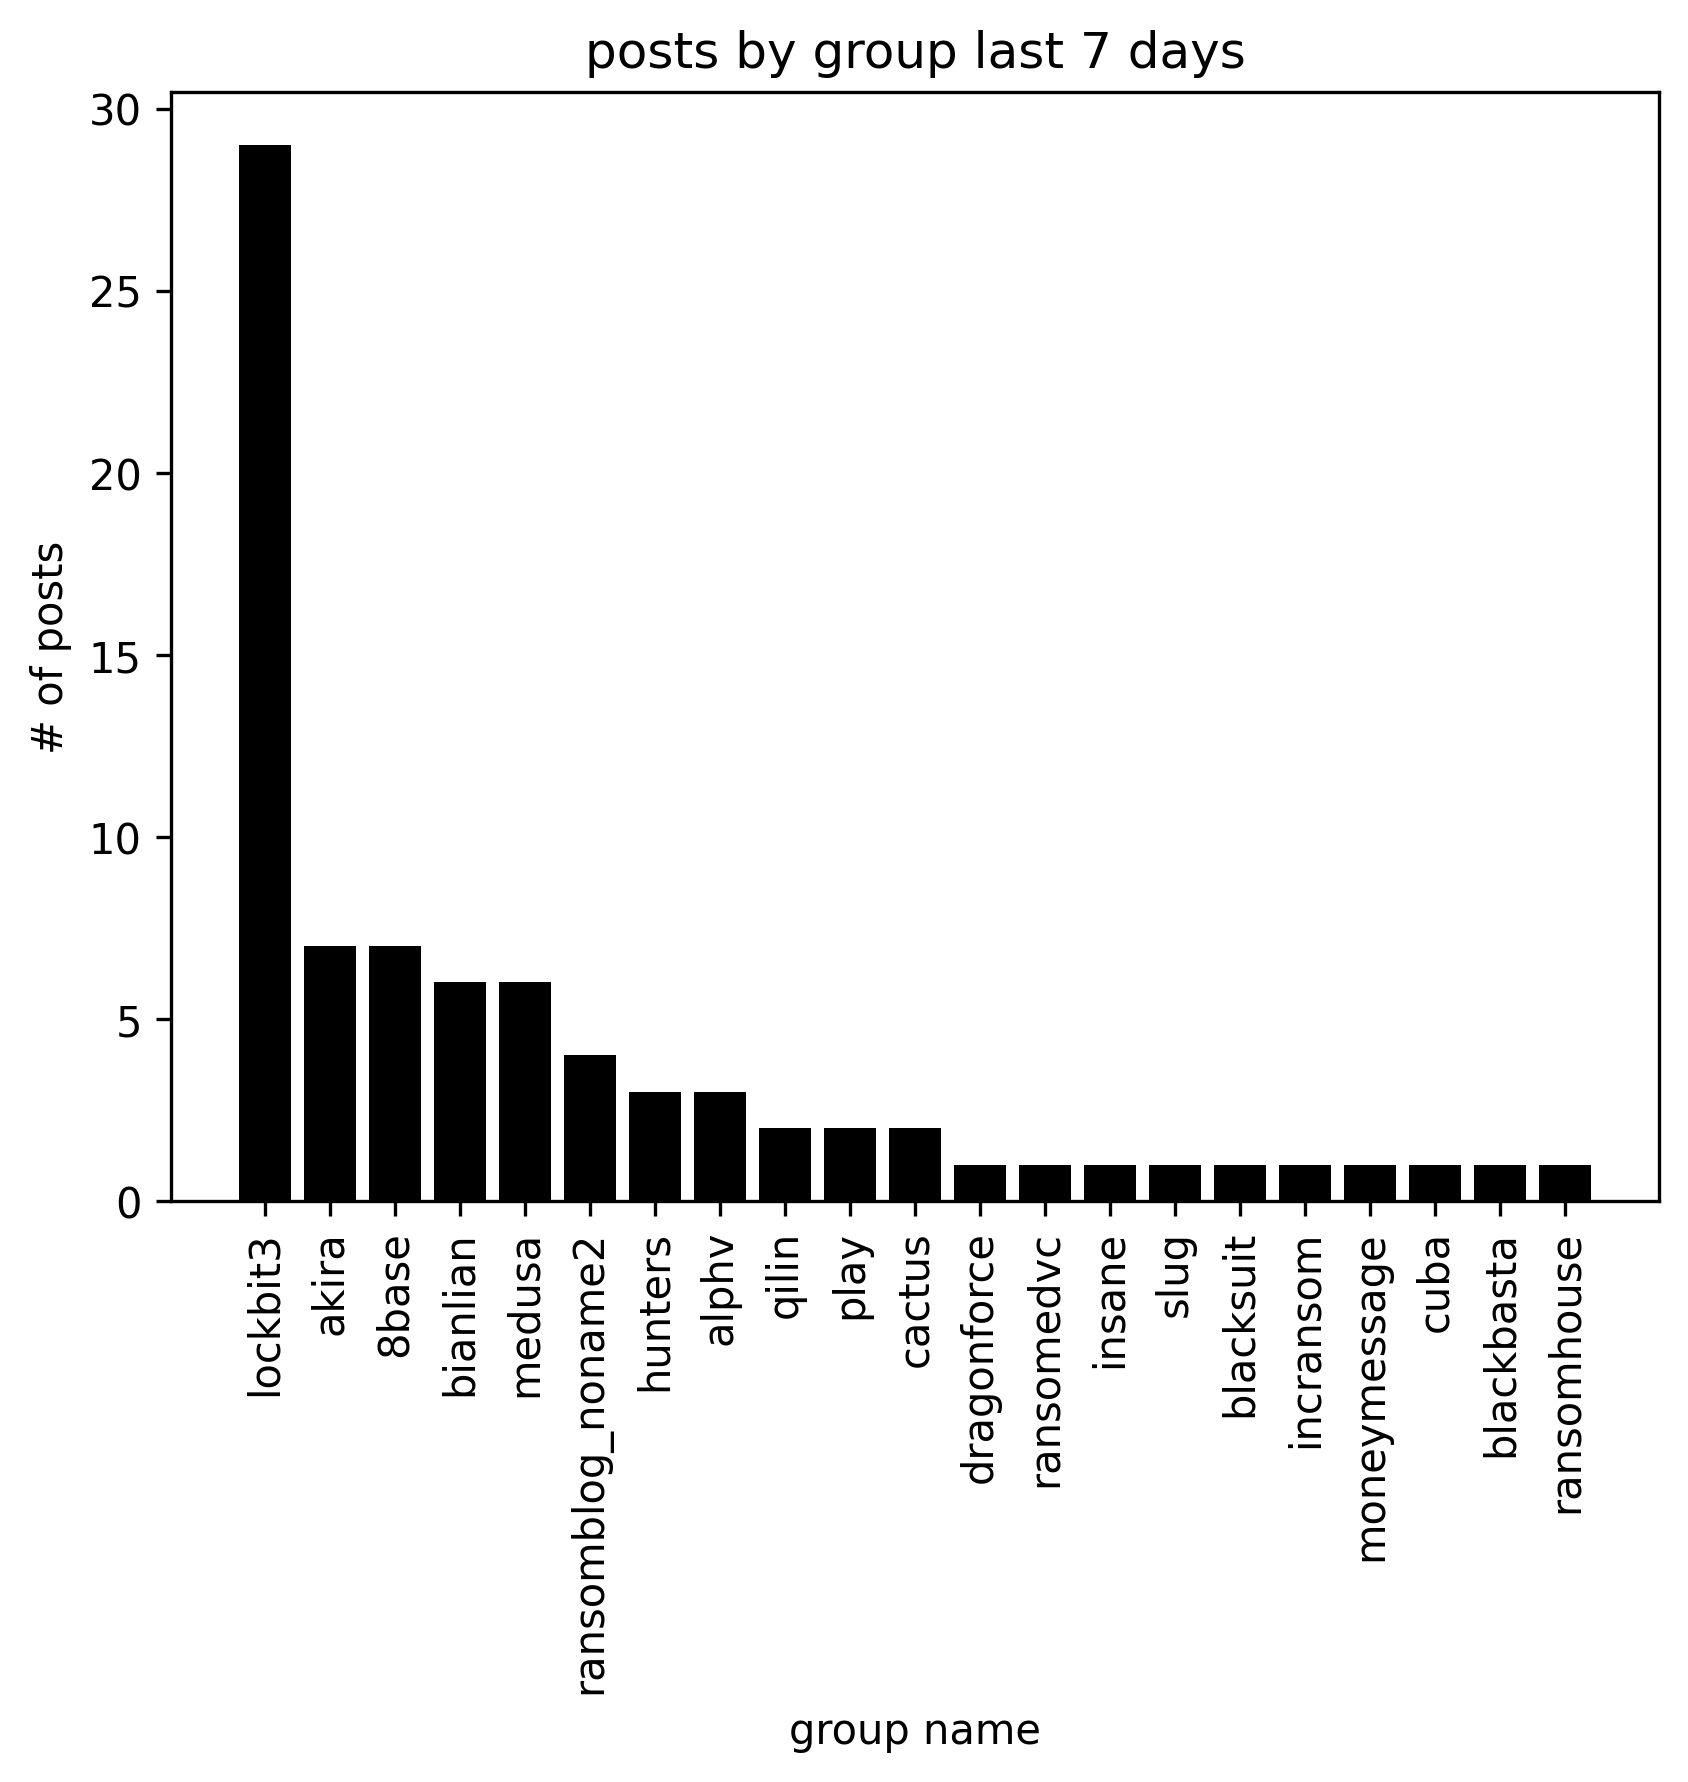 posts by group last 7 days
30
25
20
15
10
5
0
# of posts
lockbit3
akira
8base
bianlian
medusa
ransomblog_noname2
hunters
alphv
qilin
play
cactus
dragonforce
ransomedvc
insane
slug
blacksuit
incransom
moneymessage
cuba
blackbasta
ransomhouse
group name